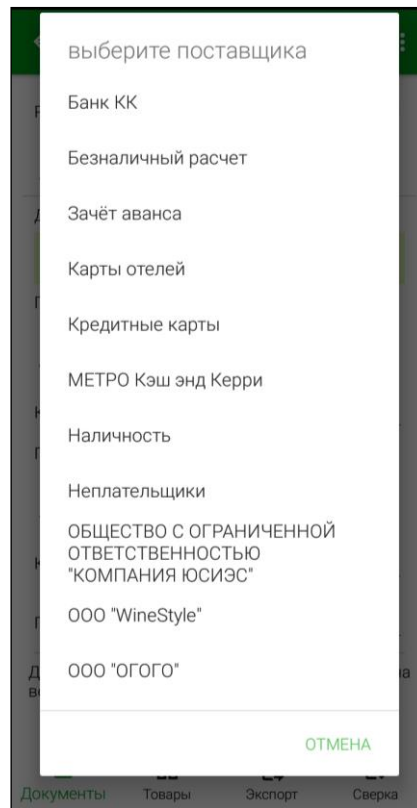 выберите поставщика
Банк КК
Безналичный расчет
Зачёт аванса
Карты отелей
Кредитные карты
МЕТРО Кэш энд Керри
Наличность
Неплательщики
ОБЩЕСТВО С ОГРАНИЧЕННОЙ
ОТВЕТСТВЕННОСТЬЮ
"КОМПАНИЯ ЮСИЭС"
ООО "WineStyle"
ООО "ОГОГО"
ОТМЕНА
Документы Товары Экспорт Сверка